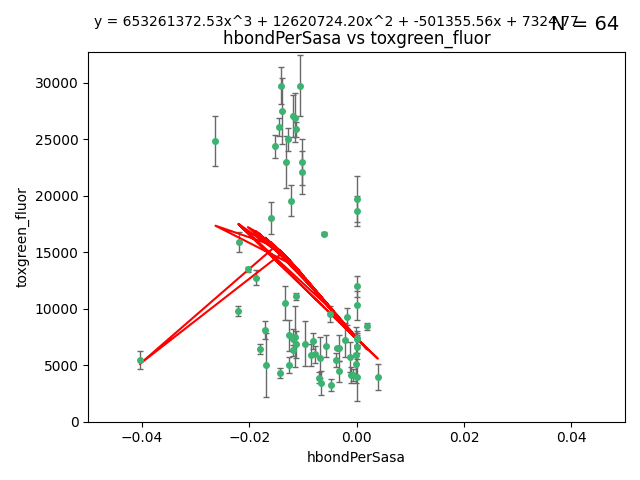 y = 653261372.53x^3 + 12620724.20x^2 + -501355.56x + 7324.77
N = 64
hbondPerSasa vs toxgreen_fluor
30000
25000
20000
15000
10000
5000
0
toxgreen_fluor
−0.04
−0.02
0.00
0.02
0.04
hbondPerSasa